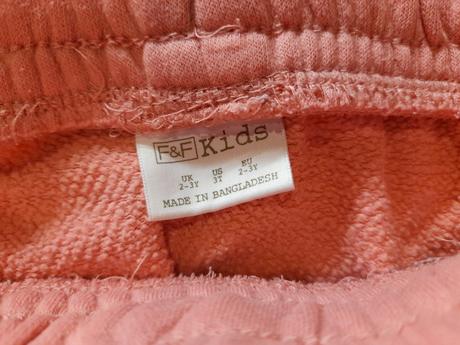 F&F Kids
UK US EU
2-3Y 3T 2-3Y
MADE IN BANGLADESH